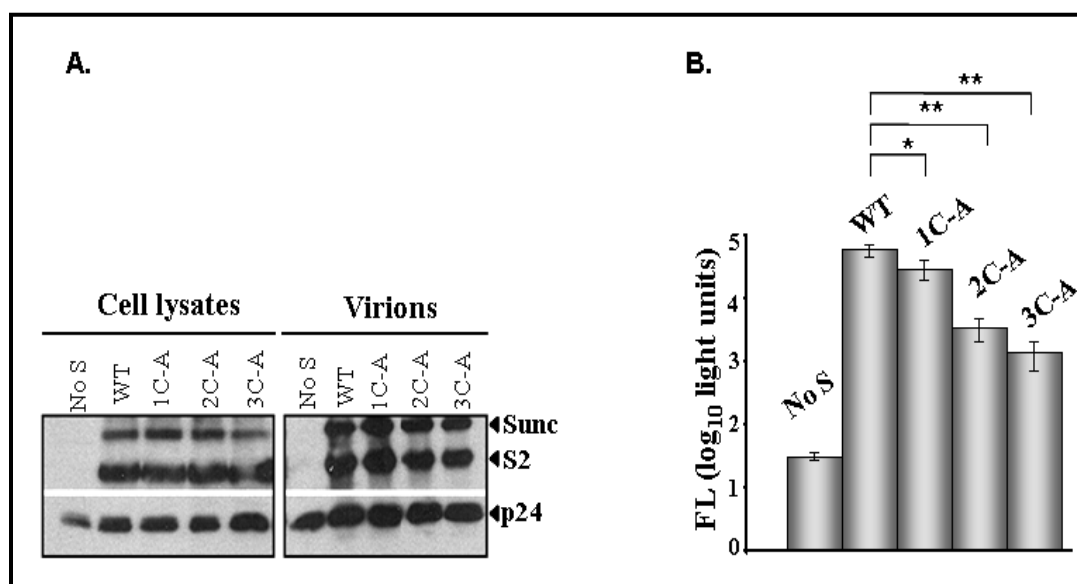 A.
Cell lysates
Virions
No S
WT
1C-A
2C-A
3C-A
No S
WT
1C-A
2C-A
3C-A
Sunc
S2
p24
B.
**
**
*
WT
1C-A
2C-A
3C-A
No S
FL (log10 light units)
5
4
3
2
1
0